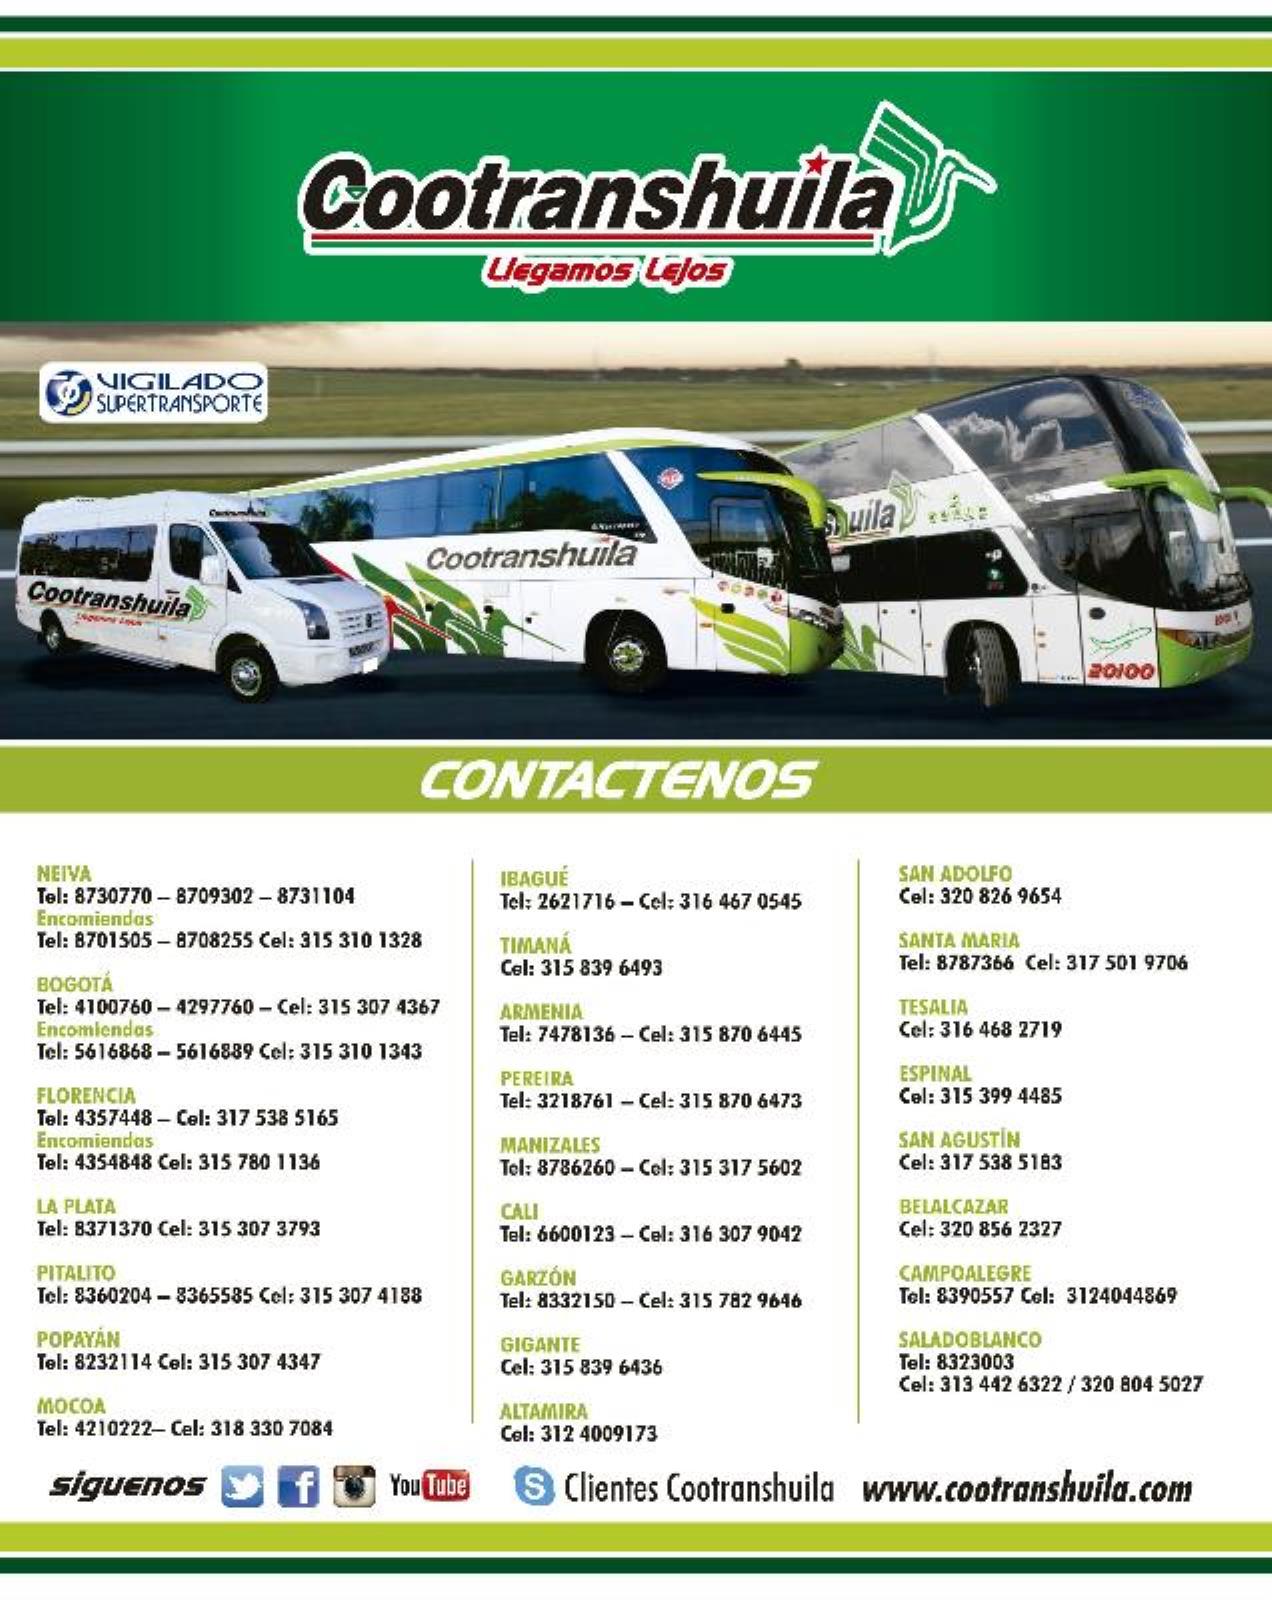 Cootranshuila
Llegamos Lejos
VIGILADO
SUPERTRANSPORTE
Cootranshuila
Cootranshuila
Llegamos Lejos
Cootranshuila
20100
CONTACTENOS
NEIVA
Tel: 8730770 – 8709302 – 8731104
Encomiendas
Tel: 8701505 – 8708255 Cel: 315 310 1328
BOGOTÁ
Tel: 4100760 – 4297760 – Cel: 315 307 4367
Encomiendas
Tel: 5616868 – 5616889 Cel: 315 310 1343
FLORENCIA
Tel: 4357448 – Cel: 317 538 5165
Encomiendas
Tel: 4354848 Cel: 315 780 1136
LA PLATA
Tel: 8371370 Cel: 315 307 3793
PITALITO
Tel: 8360204 – 8365585 Cel: 315 307 4188
POPAYÁN
Tel: 8232114 Cel: 315 307 4347
MOCOA
Tel: 4210222– Cel: 318 330 7084
IBAGUÉ
Tel: 2621716 – Cel: 316 467 0545
TIMANÁ
Cel: 315 839 6493
ARMENIA
Tel: 7478136 – Cel: 315 870 6445
PEREIRA
Tel: 3218761 – Cel: 315 870 6473
MANIZALES
Tel: 8786260 – Cel: 315 317 5602
CALI
Tel: 6600123 – Cel: 316 307 9042
GARZÓN
Tel: 8332150 – Cel: 315 782 9646
GIGANTE
Cel: 315 839 6436
ALTAMIRA
Cel: 312 4009173
SAN ADOLFO
Cel: 320 826 9654
SANTA MARIA
Tel: 8787366 Cel: 317 501 9706
TESALIA
Cel: 316 468 2719
ESPINAL
Cel: 315 399 4485
SAN AGUSTÍN
Cel: 317 538 5183
BELALCAZAR
Cel: 320 856 2327
CAMPOALEGRE
Tel: 8390557 Cel: 3124044869
SALADOBLANCO
Tel: 8323003
Cel: 313 442 6322 / 320 804 5027
síguenos
You Tube
S Clientes Cootranshuila
www.cootranshuila.com